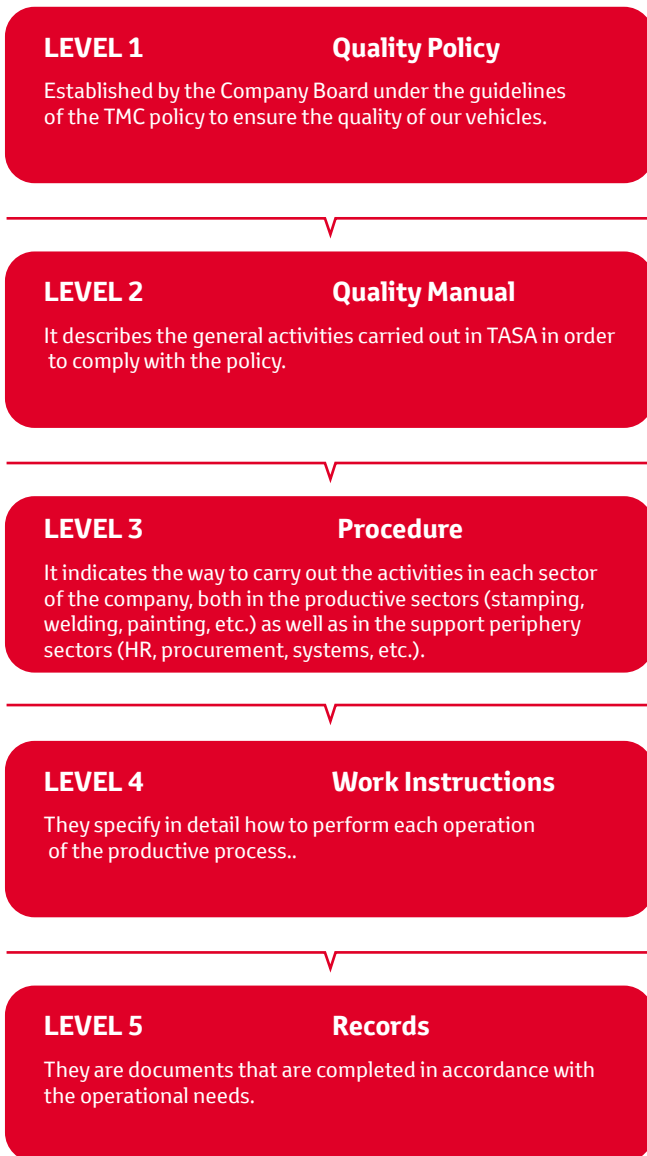 LEVEL 1 Quality Policy
Established by the Company Board under the guidelines
of the TMC policy to ensure the quality of our vehicles.
LEVEL 2 Quality Manual
It describes the general activities carried out in TASA in order
to comply with the policy.
LEVEL 3 Procedure
It indicates the way to carry out the activities in each sector
of the company, both in the productive sectors (stamping,
welding, painting, etc.) as well as in the support periphery
sectors (HR, procurement, systems, etc.).
LEVEL 4 Work Instructions
They specify in detail how to perform each operation
of the productive process..
LEVEL 5 Records
They are documents that are completed in accordance with
the operational needs.